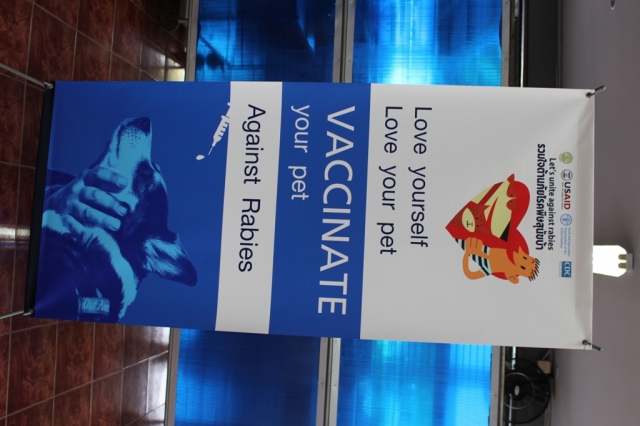 USAID
CDC
Let's unite against rabies
รวมใจต้านภัยโรคพิษสุนัขบ้า
Love yourself
Love your pet
VACCINATE
your pet
Against Rabies